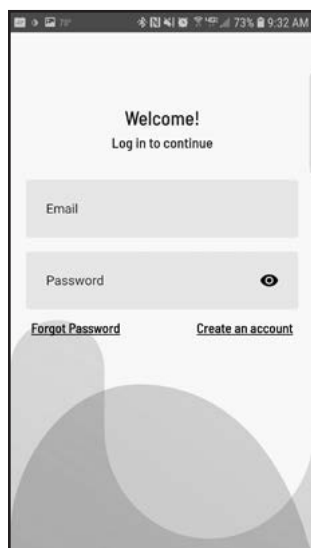 73% 9:32 AM
Welcome!
Log in to continue
Email
Password
Forgot Password
Create an account